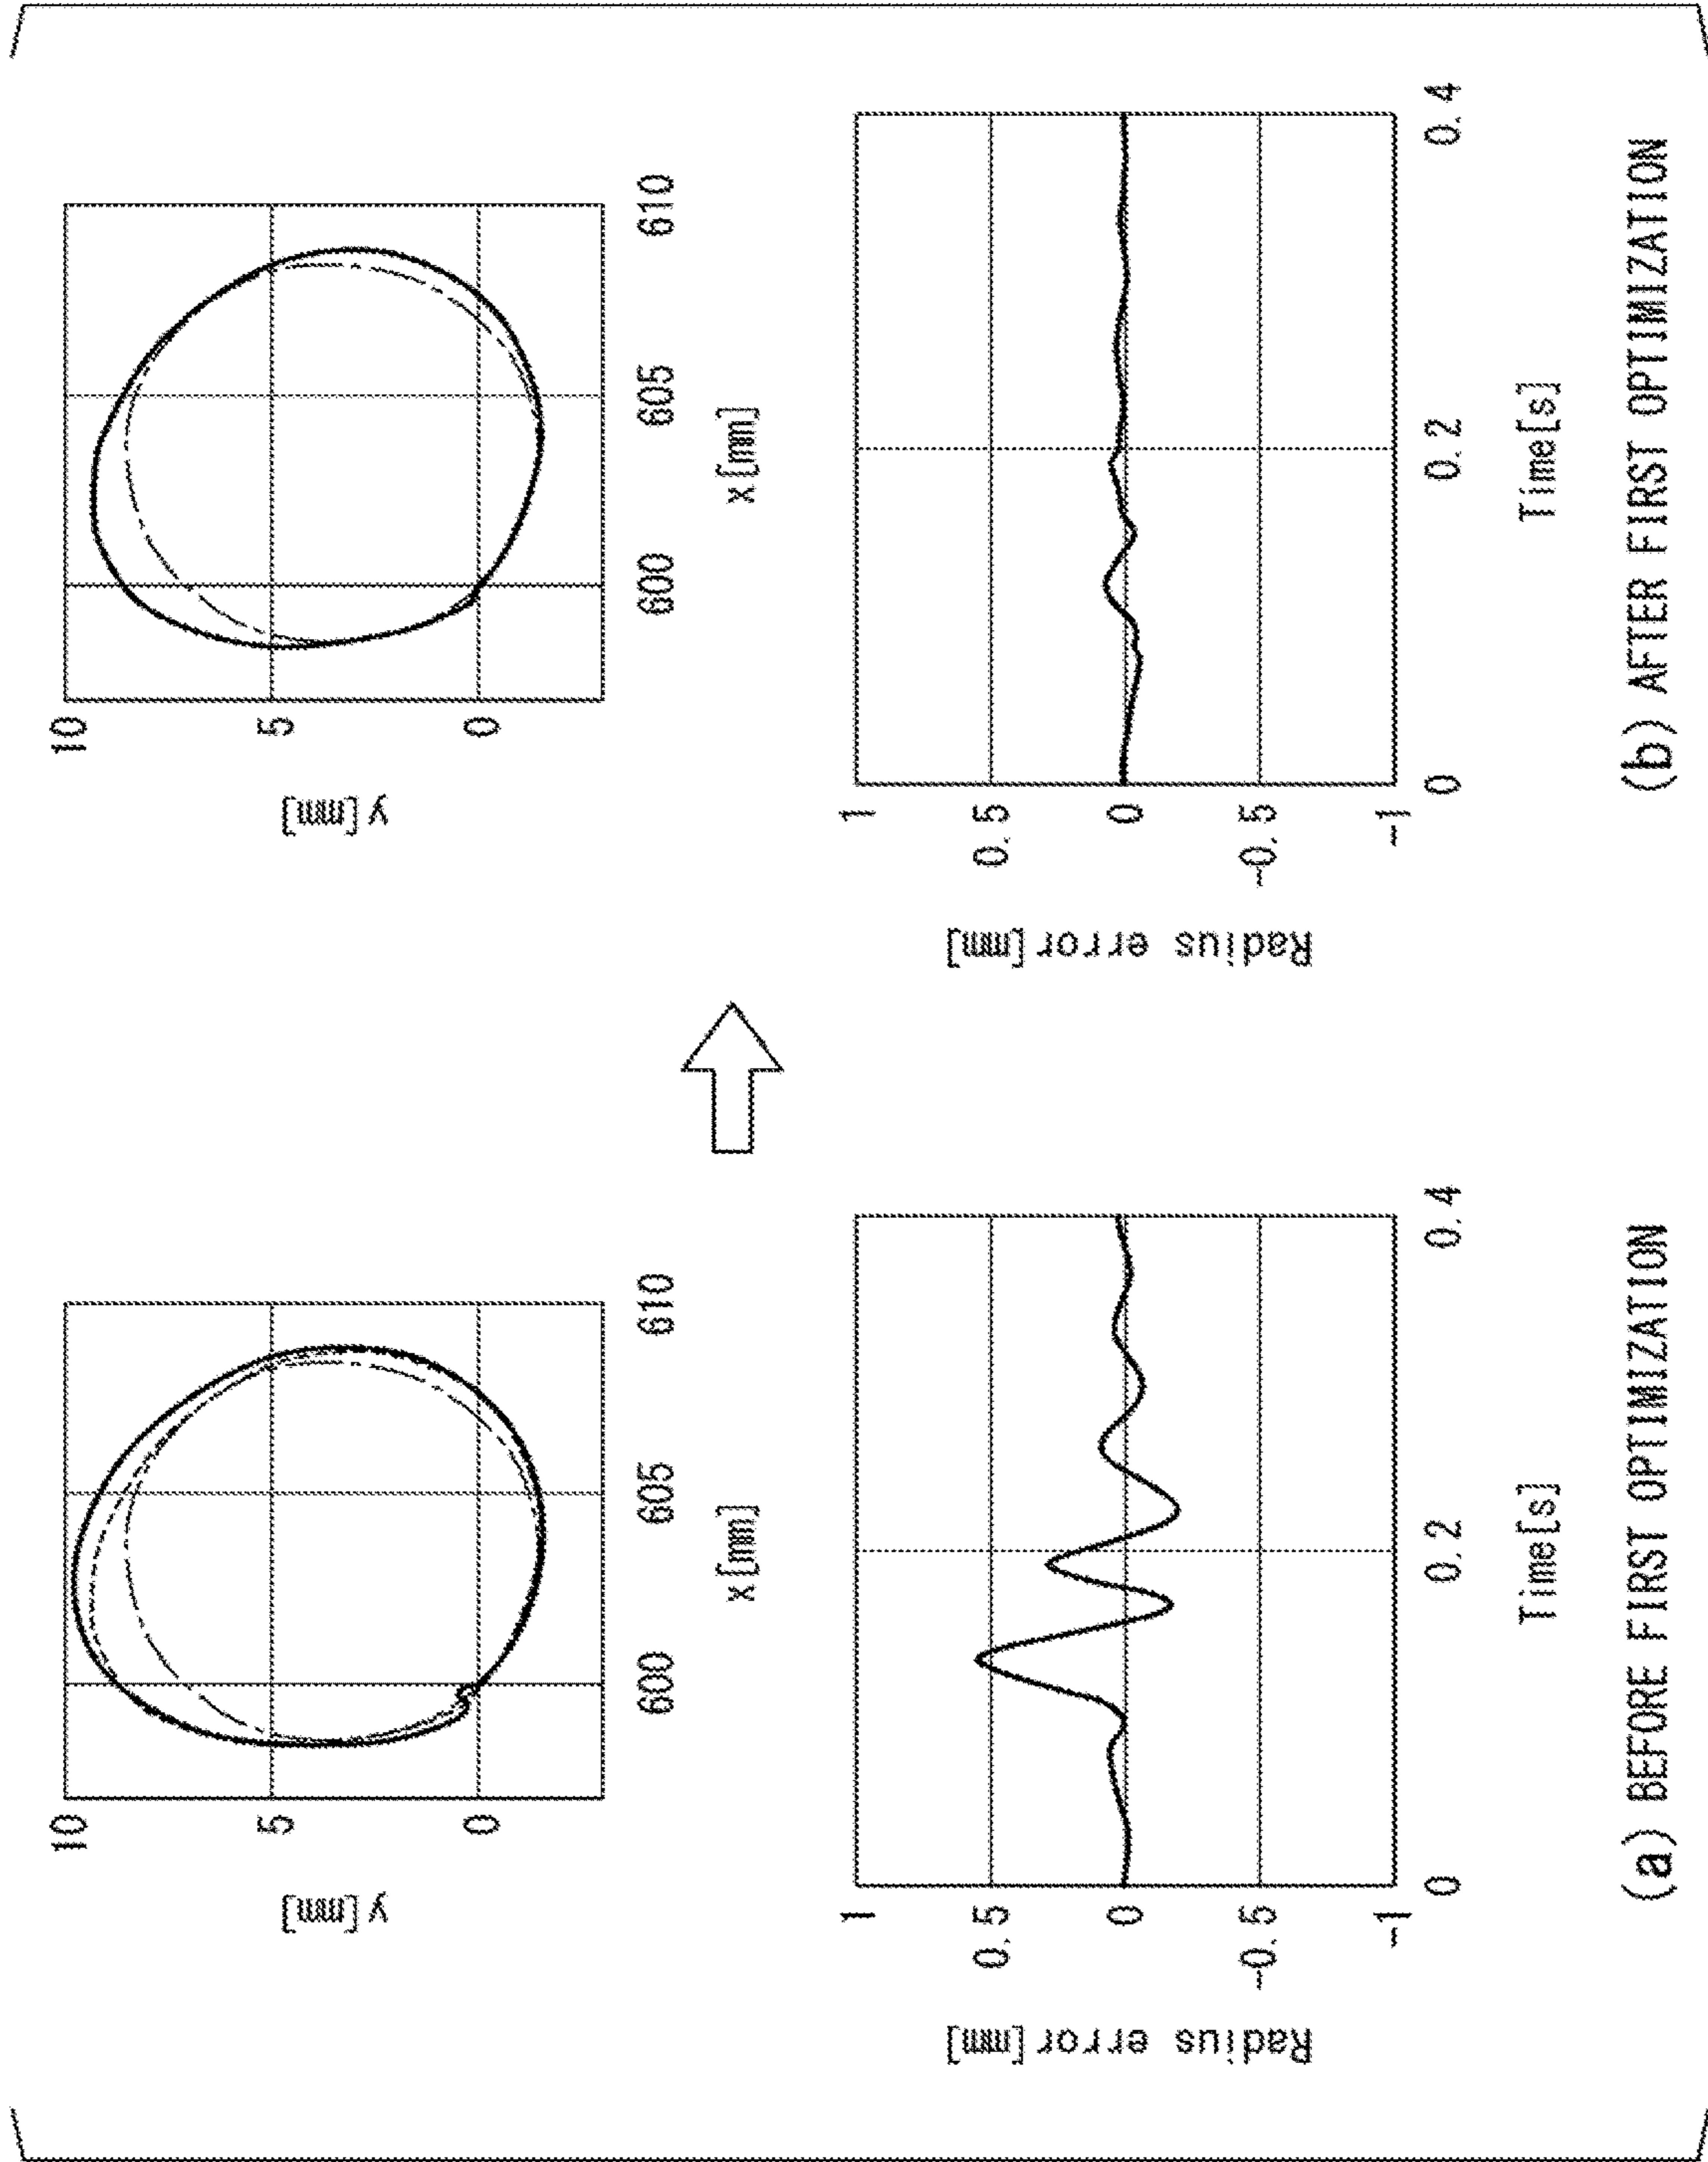 10
5
0
y[mm]
600
605
610
x[mm]
1
0.5
0
-0.5
-1
Radius error[mm]
0
0.2
0.4
Time[s]
(a) BEFORE FIRST OPTIMIZATION
10
5
0
y[mm]
600
605
610
x[mm]
1
0.5
0
-0.5
-1
Radius error[mm]
0
0.2
0.4
Time[s]
(b) AFTER FIRST OPTIMIZATION